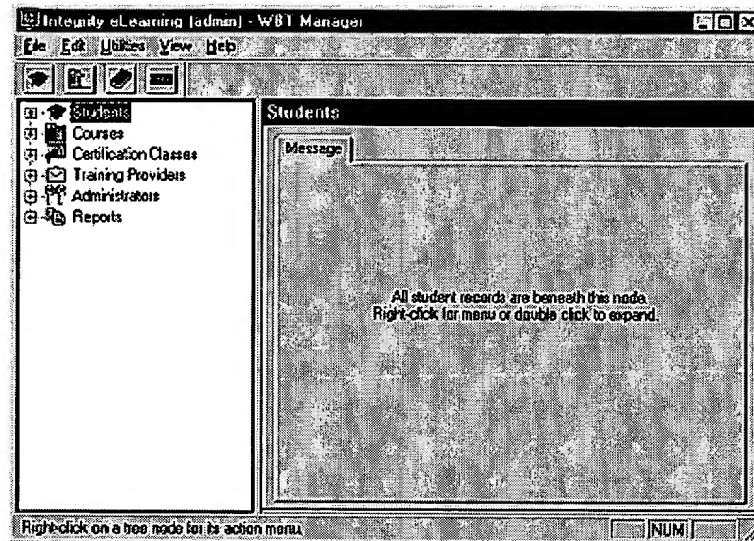 Integrity eLearning [admin] - WBT Manager
File Edit Utilities View Help
Students
Courses
Certification Classes
Training Providers
Administrators
Reports
Students
Message
All student records are beneath this node.
Right-click for menu or double click to expand.
Right-click on a tree node for its action menu.
NUM